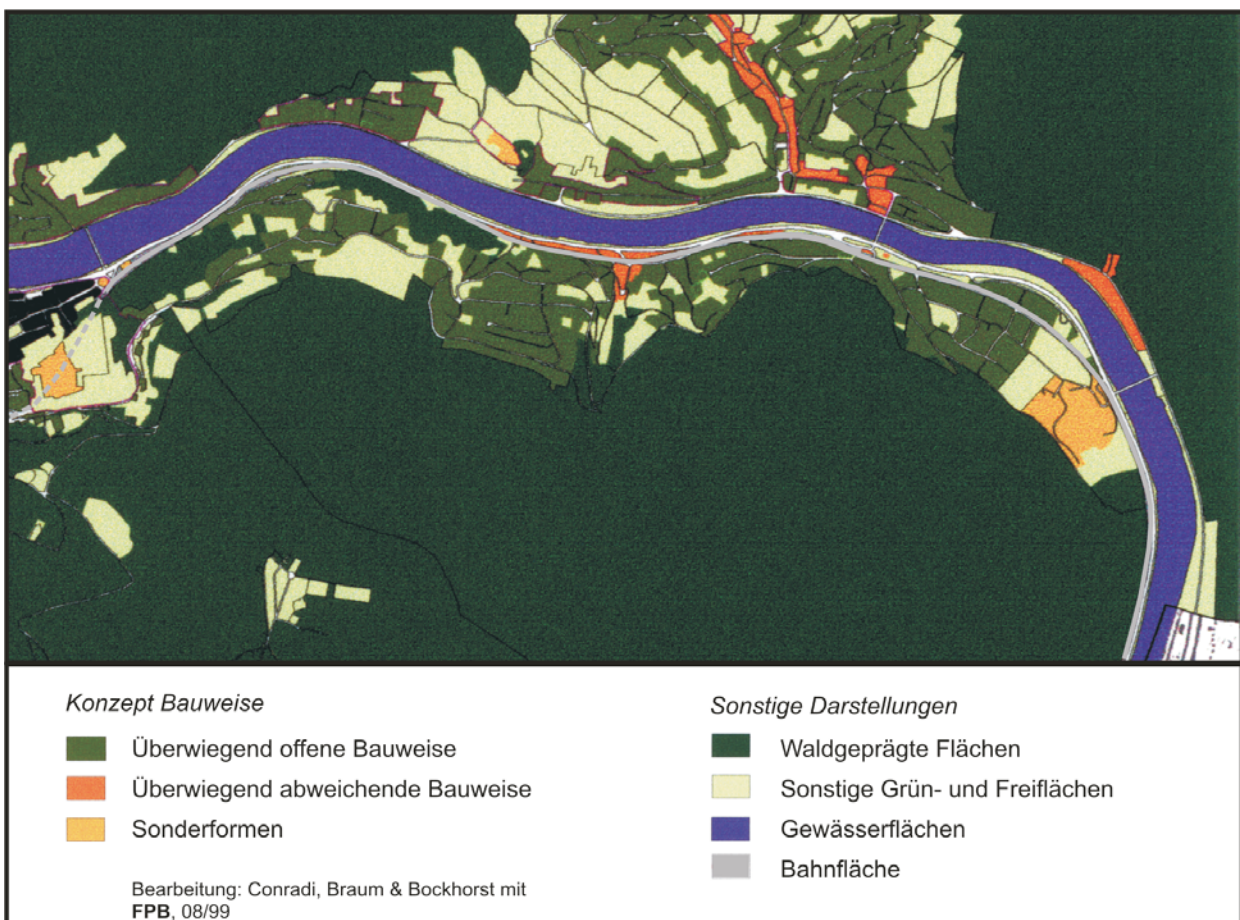 Konzept Bauweise
Überwiegend offene Bauweise
Überwiegend abweichende Bauweise
Sonderformen
Bearbeitung: Conradi, Braum & Bockhorst mit
FPB, 08/99
Sonstige Darstellungen
Waldgeprägte Flächen
Sonstige Grün- und Freiflächen
Gewässerflächen
Bahnfläche